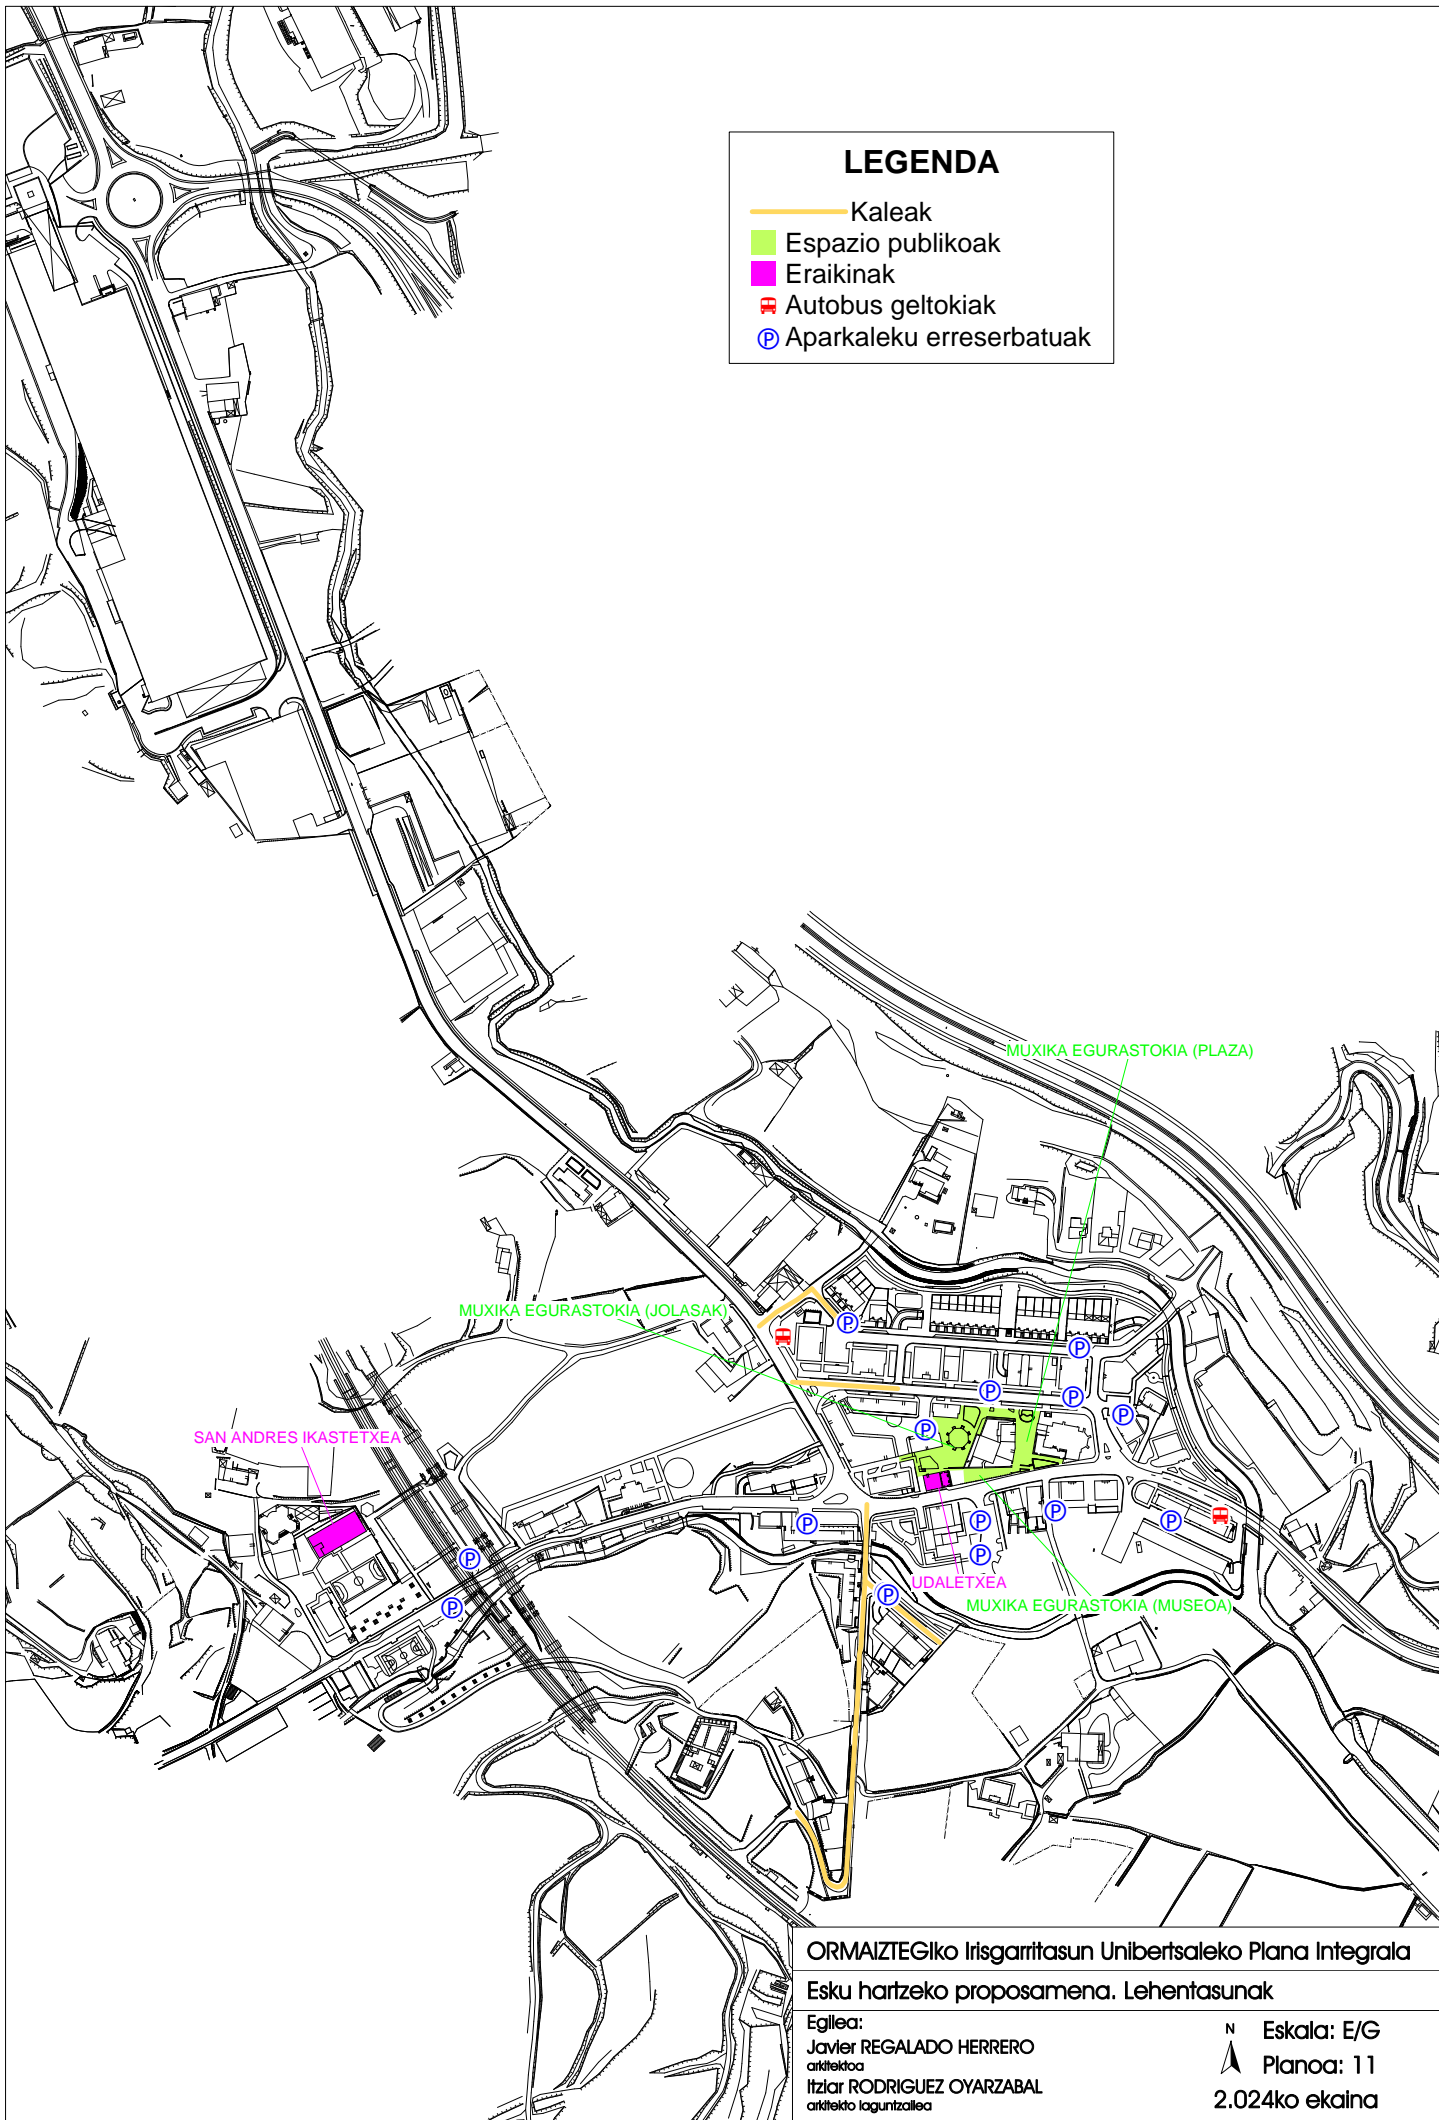 LEGENDA
Kaleak
Espazio publikoak
Eraikinak
Autobus geltokiak
P Aparkaleku erreserbatuak
MUXIKA EGURASTOKIA (PLAZA)
MUXIKA EGURASTOKIA (JOLASAK)
P
P
P
P
P
P
SAN ANDRES IKASTETXEA
P
P
P
P
P
P
P
UDALETXEA
P
MUXIKA EGURASTOKIA (MUSEOA)
P
ORMAIZTEGIko Irisgarritasun Unibertsaleko Plana Integrala
Esku hartzeko proposamena. Lehentasunak
Egilea:
Javier REGALADO HERRERO
arkitektoa
Itziar RODRIGUEZ OYARZABAL
arkitekto laguntzailea
N
Eskala: E/G
Planoa: 11
2.024ko ekaina